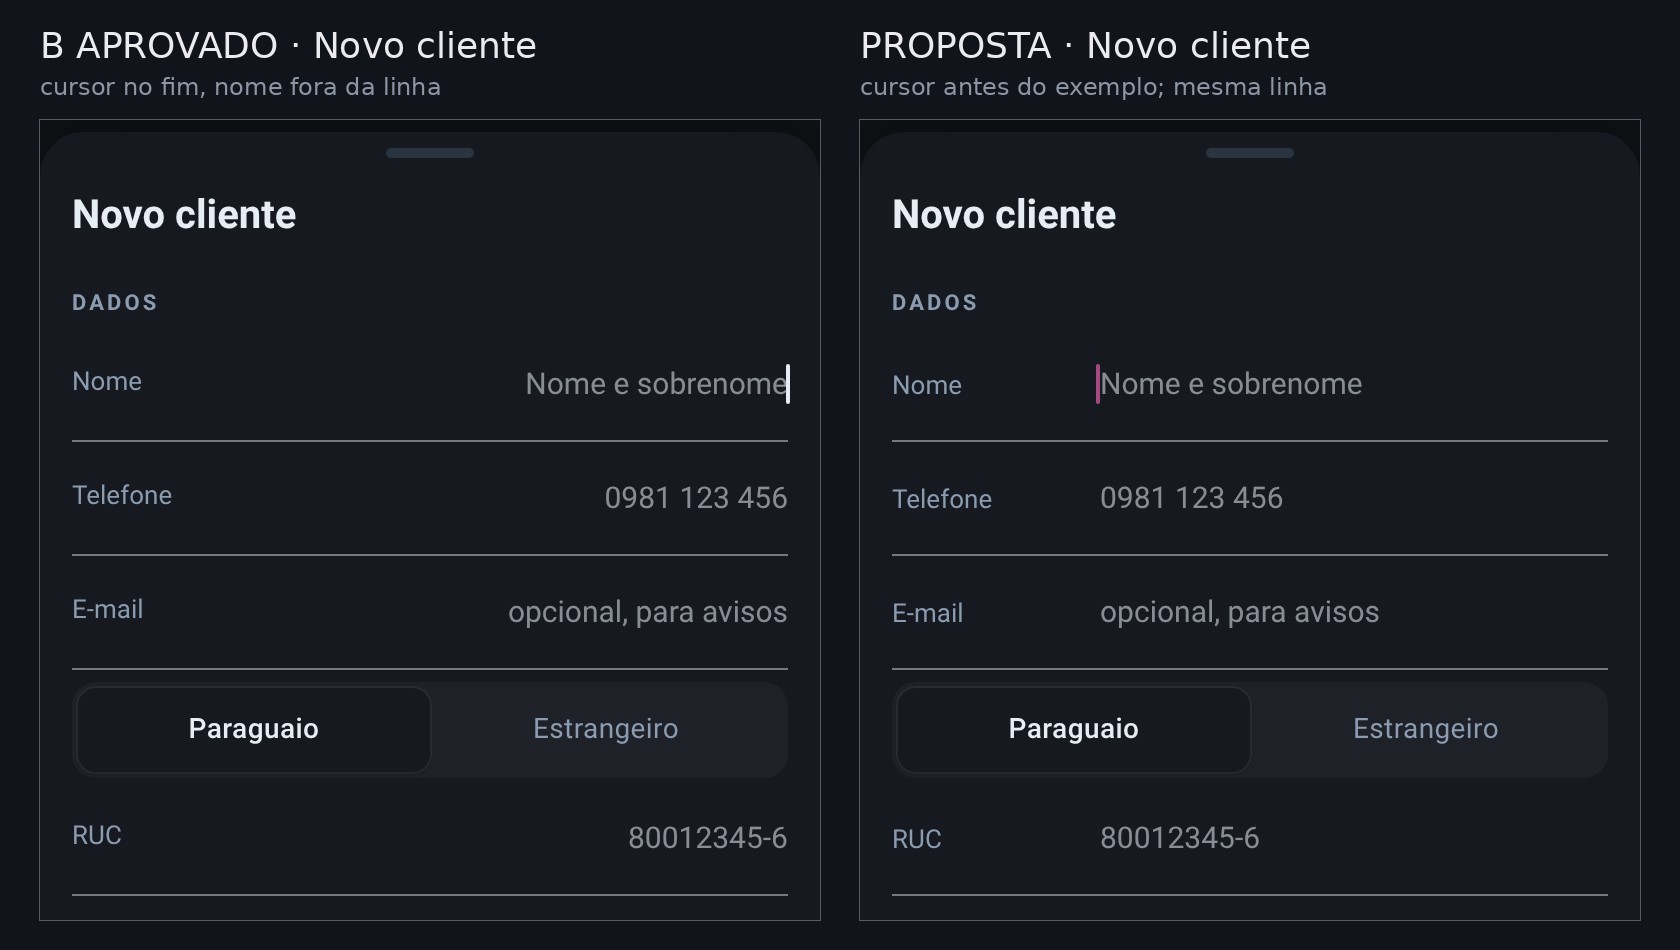 B APROVADO · Novo cliente
cursor no fim, nome fora da linha
Novo cliente
DADOS
Nome Nome e sobrenome
Telefone 0981 123 456
E-mail opcional, para avisos
Paraguaio Estrangeiro
RUC 80012345-6
PROPOSTA · Novo cliente
cursor antes do exemplo; mesma linha
Novo cliente
DADOS
Nome Nome e sobrenome
Telefone 0981 123 456
E-mail opcional, para avisos
Paraguaio Estrangeiro
RUC 80012345-6